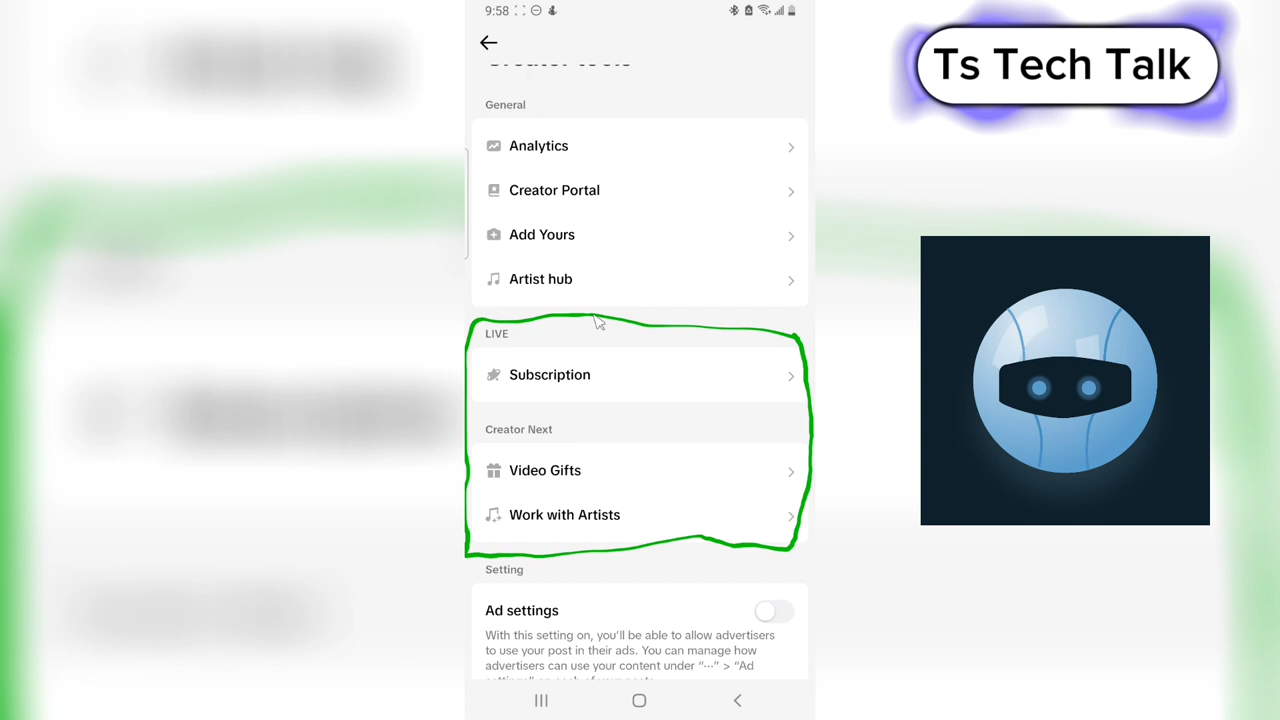 9:58
Ts Tech Talk
Creator tools
General
Analytics
Creator Portal
Add Yours
Artist hub
LIVE
Subscription
Creator Next
Video Gifts
Work with Artists
Setting
Ad settings
With this setting on, you'll be able to allow advertisers
to use your post in their ads. You can manage how
advertisers can use your content under "···" > "Ad